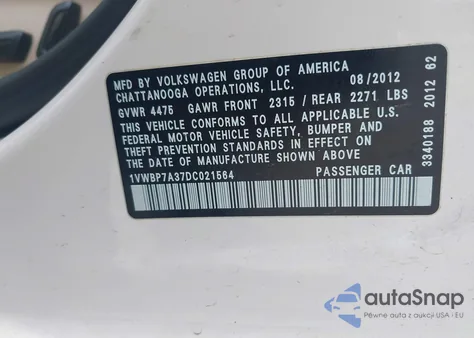 MFD BY VOLKSWAGEN GROUP OF AMERICA
CHATTANOOGA OPERATIONS, LLC. 08/2012
GVWR 4475 GAWR FRONT 2315 / REAR 2271 LBS
THIS VEHICLE CONFORMS TO ALL APPLICABLE U.S.
FEDERAL MOTOR VEHICLE SAFETY, BUMPER AND
THEFT PREVENTION STANDARDS IN EFFECT ON THE
DATE OF MANUFACTURE SHOWN ABOVE
1VWBP7A37DC021564 PASSENGER CAR
3340188 2012 62
autoSnap
Pewne auta z aukcji USA i EU